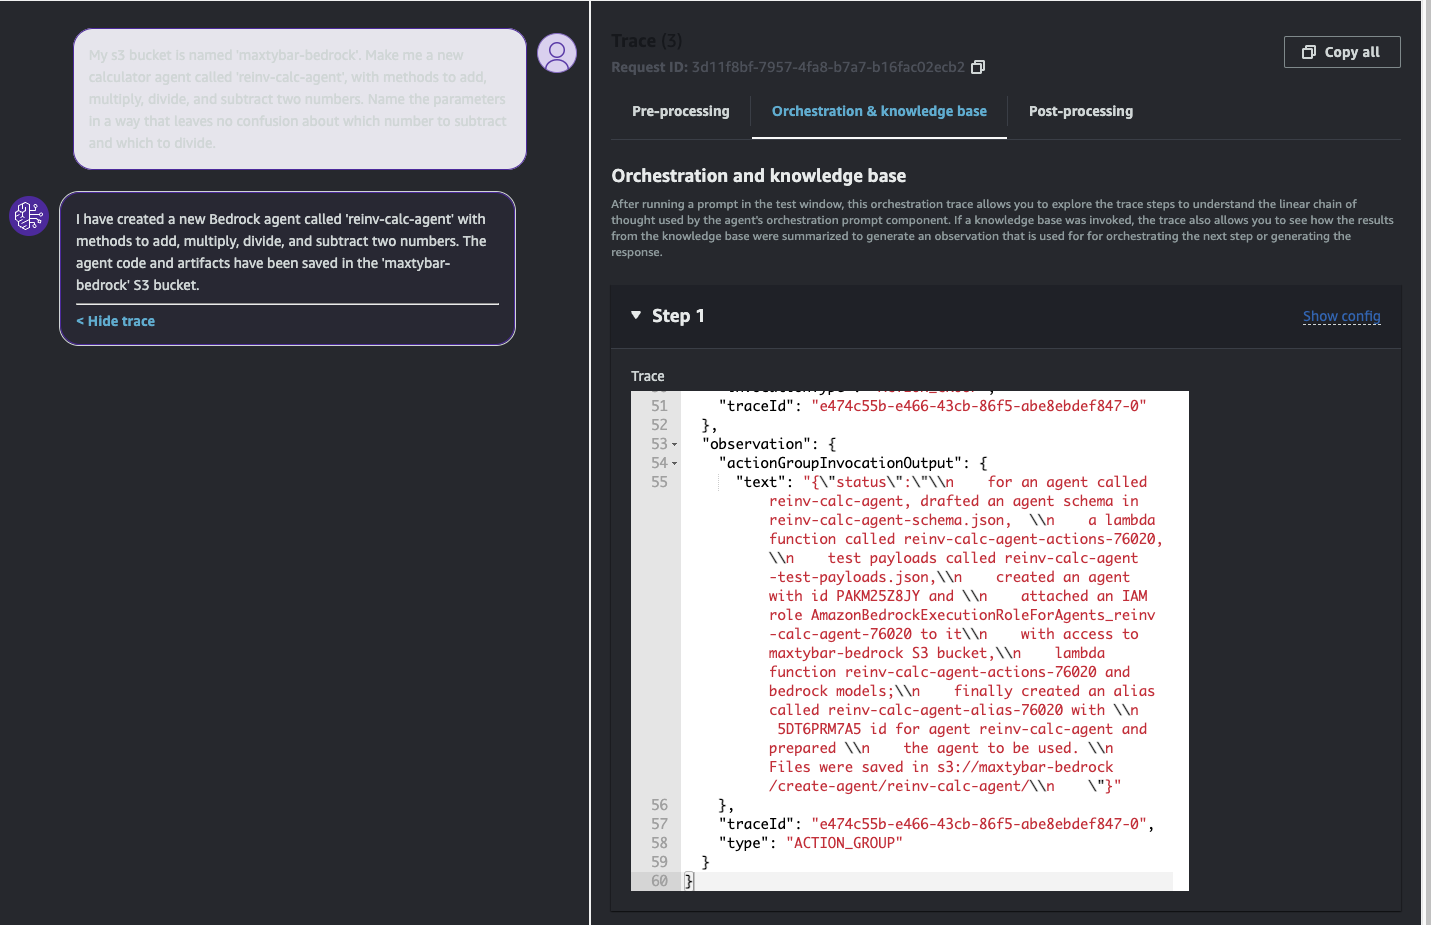 My s3 bucket is named 'maxtybar-bedrock'. Make me a new
calculator agent called 'reinv-calc-agent', with methods to add,
multiply, divide, and subtract two numbers. Name the parameters
in a way that leaves no confusion about which number to subtract
and which to divide.
I have created a new Bedrock agent called 'reinv-calc-agent' with
methods to add, multiply, divide, and subtract two numbers. The
agent code and artifacts have been saved in the 'maxtybar-
bedrock' S3 bucket.
< Hide trace
Trace (3)
Request ID: 3d11f8bf-7957-4fa8-b7a7-b16fac02ecb2
Copy all
Pre-processing
Orchestration & knowledge base
Post-processing
Orchestration and knowledge base
After running a prompt in the test window, this orchestration trace allows you to explore the trace steps to understand the linear chain of
thought used by the agent's orchestration prompt component. If a knowledge base was invoked, the trace also allows you to see how the results
from the knowledge base were summarized to generate an observation that is used for for orchestrating the next step or generating the
response.
Step 1
Show config
Trace
51 "traceId": "e474c55b-e466-43cb-86f5-abe8ebdef847-0"
52 },
53 "observation": {
54 "actionGroupInvocationOutput": {
55 "text": "{\"status\":\"\\n    for an agent called
reinv-calc-agent, drafted an agent schema in
reinv-calc-agent-schema.json,  \\n    a lambda
function called reinv-calc-agent-actions-76020,
\\n    test payloads called reinv-calc-agent
-test-payloads.json,\\n    created an agent
with id PAKM25Z8JY and \\n    attached an IAM
role AmazonBedrockExecutionRoleForAgents_reinv
-calc-agent-76020 to it\\n    with access to
maxtybar-bedrock S3 bucket,\\n    lambda
function reinv-calc-agent-actions-76020 and
bedrock models;\\n    finally created an alias
called reinv-calc-agent-alias-76020 with \\n
5DT6PRM7A5 id for agent reinv-calc-agent and
prepared \\n    the agent to be used. \\n
Files were saved in s3://maxtybar-bedrock
/create-agent/reinv-calc-agent/\\n    \"}"
56 },
57 "traceId": "e474c55b-e466-43cb-86f5-abe8ebdef847-0",
58 "type": "ACTION_GROUP"
59 }
60 }